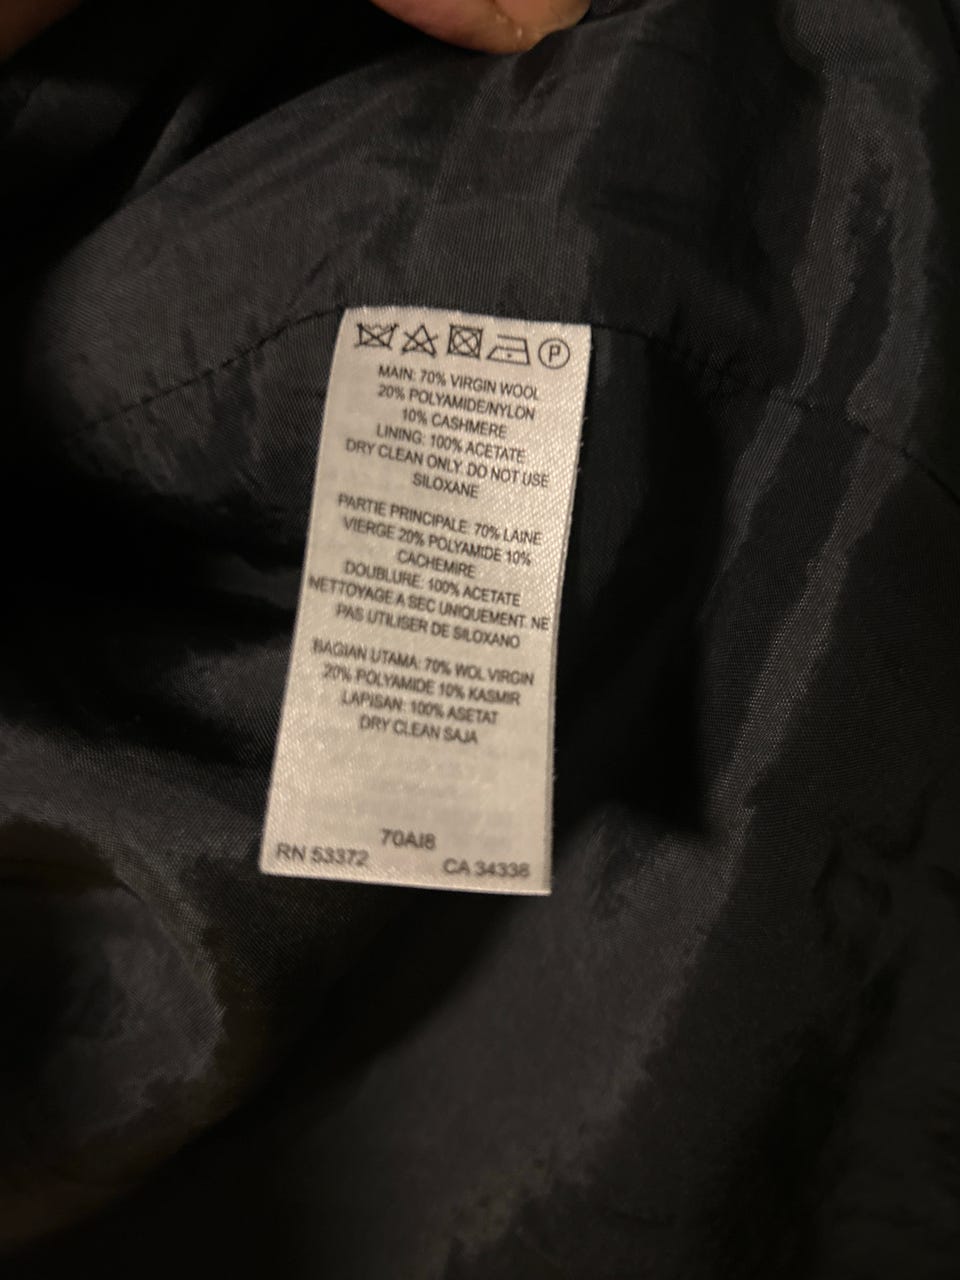 P
MAIN: 70% VIRGIN WOOL
20% POLYAMIDE/NYLON
10% CASHMERE
LINING: 100% ACETATE
DRY CLEAN ONLY. DO NOT USE
SILOXANE
PARTIE PRINCIPALE: 70% LAINE
VIERGE 20% POLYAMIDE 10%
CACHEMIRE
DOUBLURE: 100% ACETATE
NETTOYAGE A SEC UNIQUEMENT. NE
PAS UTILISER DE SILOXANO
BAGIAN UTAMA: 70% WOL VIRGIN
20% POLYAMIDE 10% KASMIR
LAPISAN: 100% ASETAT
DRY CLEAN SAJA
70AI8
RN 53372 CA 34336